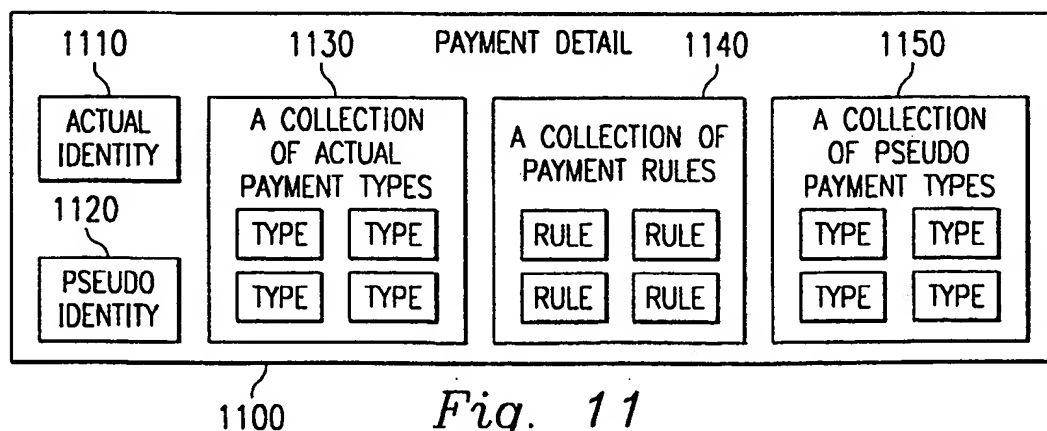 1110
1130
PAYMENT DETAIL
1140
1150
ACTUAL
IDENTITY
1120
PSEUDO
IDENTITY
A COLLECTION
OF ACTUAL
PAYMENT TYPES
TYPE TYPE
TYPE TYPE
A COLLECTION OF
PAYMENT RULES
RULE RULE
RULE RULE
A COLLECTION
OF PSEUDO
PAYMENT TYPES
TYPE TYPE
TYPE TYPE
1100
Fig. 11